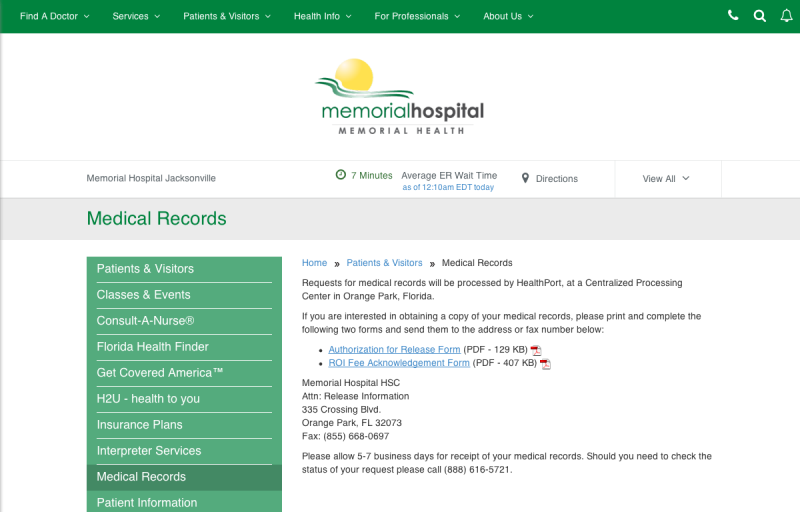 Find A Doctor Services Patients & Visitors Health Info For Professionals About Us
memorialhospital
MEMORIAL HEALTH
Memorial Hospital Jacksonville
7 Minutes Average ER Wait Time
as of 12:10am EDT today
Directions
View All
Medical Records
Patients & Visitors
Classes & Events
Consult-A-Nurse®
Florida Health Finder
Get Covered America™
H2U - health to you
Insurance Plans
Interpreter Services
Medical Records
Patient Information
Home » Patients & Visitors » Medical Records
Requests for medical records will be processed by HealthPort, at a Centralized Processing
Center in Orange Park, Florida.
If you are interested in obtaining a copy of your medical records, please print and complete the
following two forms and send them to the address or fax number below:
• Authorization for Release Form (PDF - 129 KB)
• ROI Fee Acknowledgement Form (PDF - 407 KB)
Memorial Hospital HSC
Attn: Release Information
335 Crossing Blvd.
Orange Park, FL 32073
Fax: (855) 668-0697
Please allow 5-7 business days for receipt of your medical records. Should you need to check the
status of your request please call (888) 616-5721.